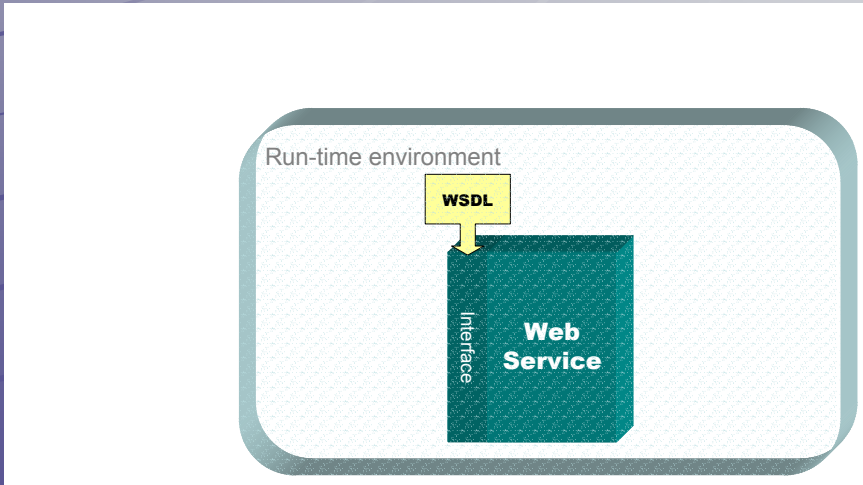 Run-time environment
WSDL
Interface
Web
Service